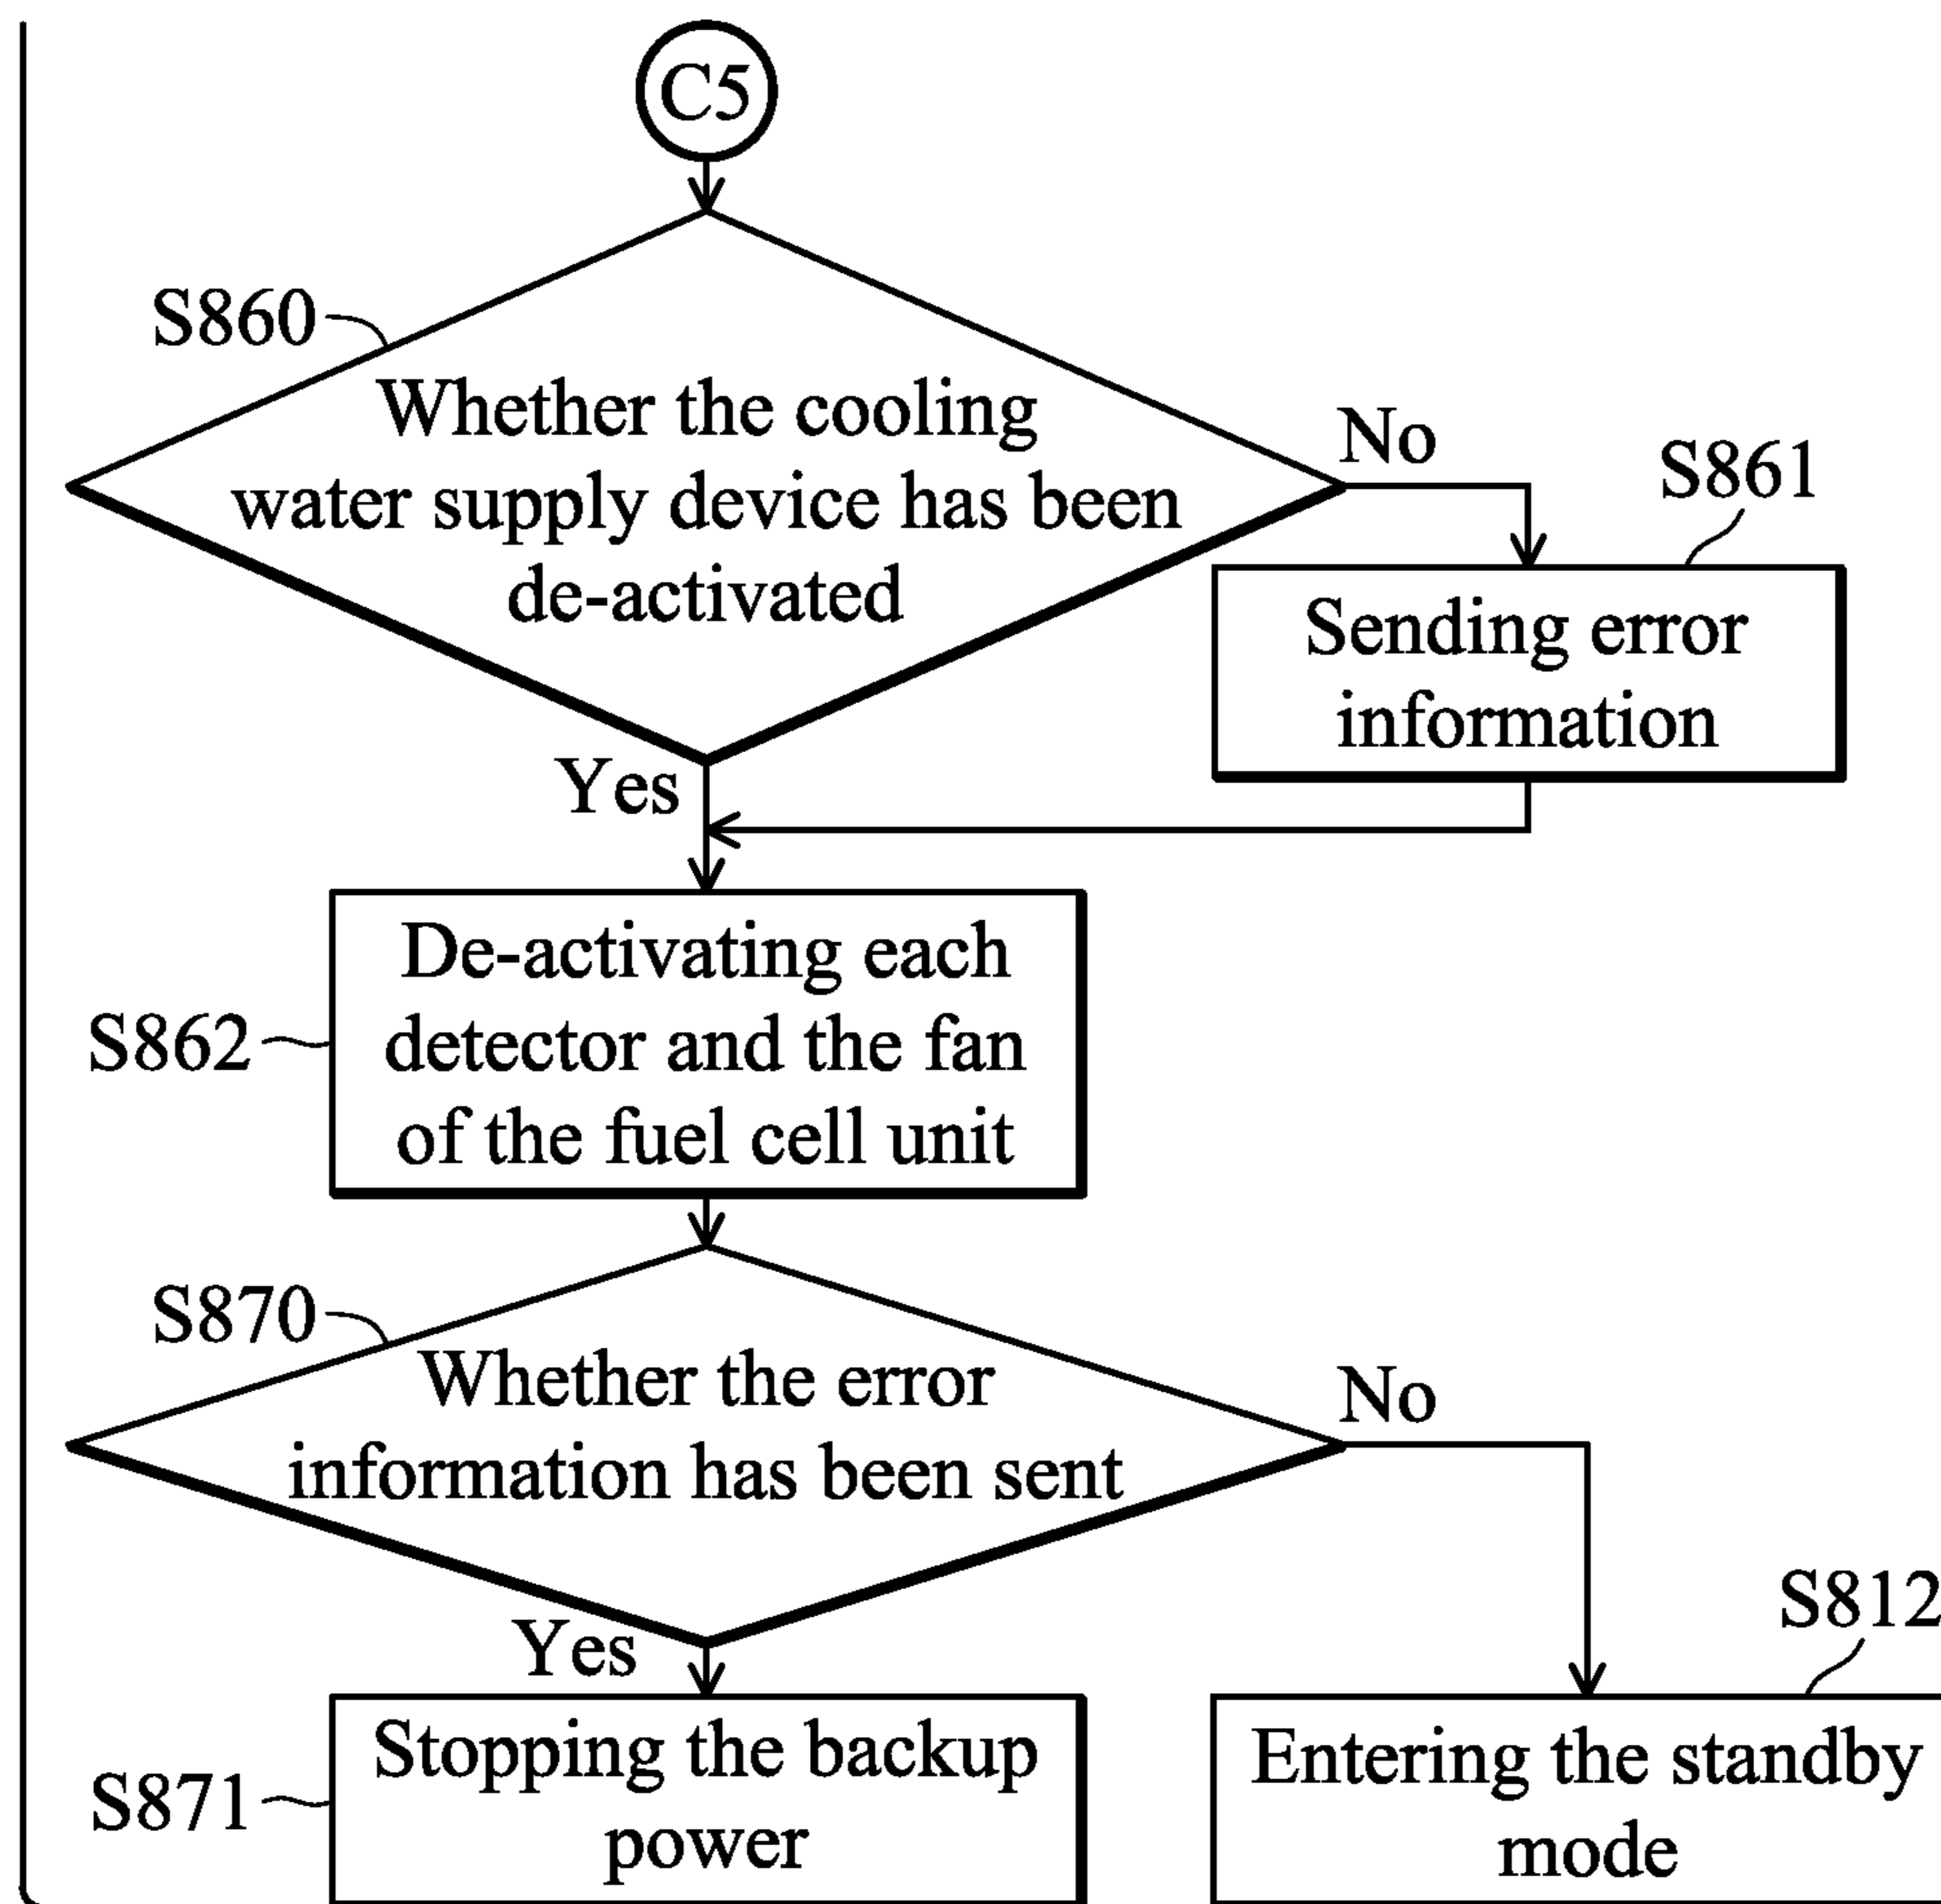 C5
S860
Whether the cooling
water supply device has been
de-activated
No
S861
Sending error
information
Yes
De-activating each
detector and the fan
of the fuel cell unit
S862
S870
Whether the error
information has been sent
No
Yes
S812
Stopping the backup
power
S871
Entering the standby
mode